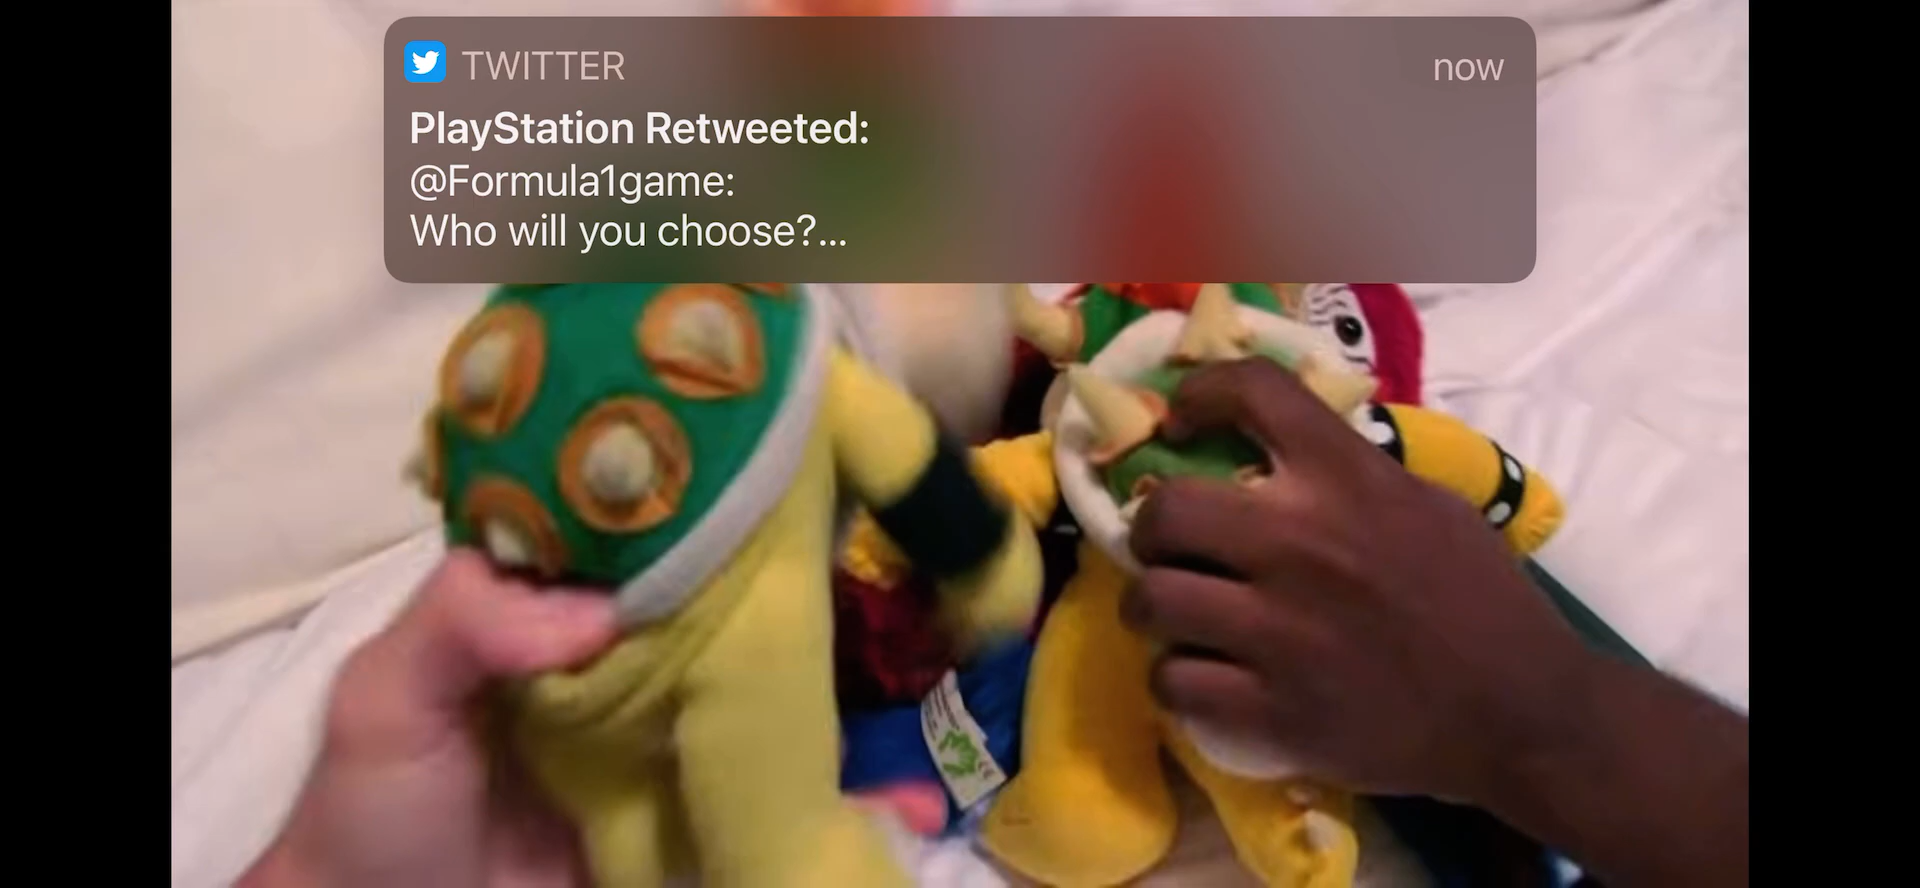 TWITTER
now
PlayStation Retweeted:
@Formula1game:
Who will you choose?...